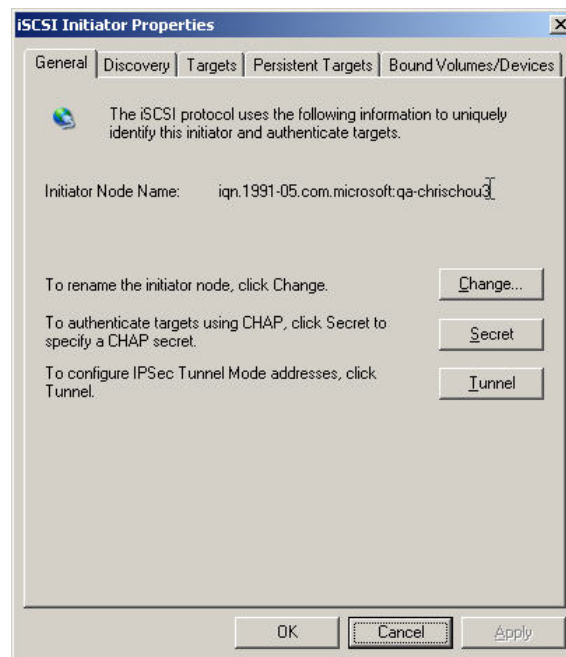 iSCSI Initiator Properties
General Discovery Targets Persistent Targets Bound Volumes/Devices
The iSCSI protocol uses the following information to uniquely
identify this initiator and authenticate targets.
Initiator Node Name: iqn.1991-05.com.microsoft:qa-chrischou3
To rename the initiator node, click Change.
Change...
To authenticate targets using CHAP, click Secret to
specify a CHAP secret.
Secret
To configure IPSec Tunnel Mode addresses, click
Tunnel.
Tunnel
OK Cancel Apply